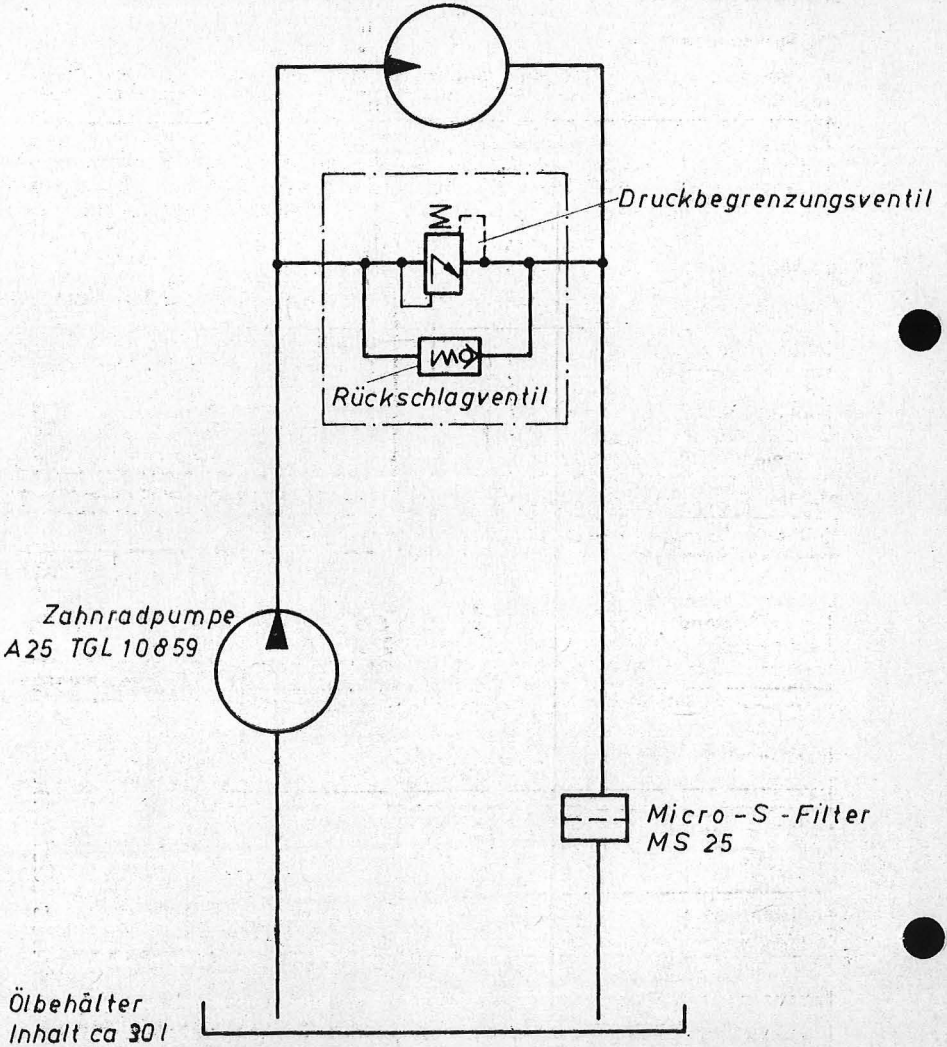 Druckbegrenzungsventil
Rückschlagventil
Zahnradpumpe
A25 TGL 10859
Micro-S-Filter
MS 25
Ölbehälter
Inhalt ca 30 l